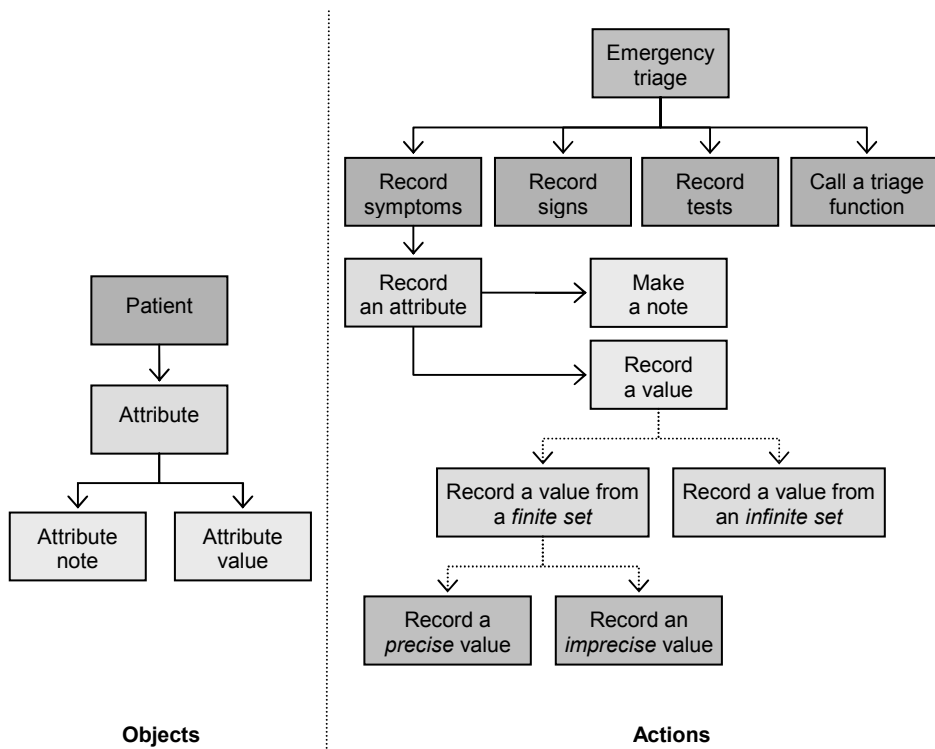 Emergency
triage
Record
symptoms
Record
signs
Record
tests
Call a triage
function
Record
an attribute
Make
a note
Patient
Record
a value
Attribute
Record a value from
a finite set
Record a value from
an infinite set
Attribute
note
Attribute
value
Record a
precise value
Record an
imprecise value
Objects
Actions